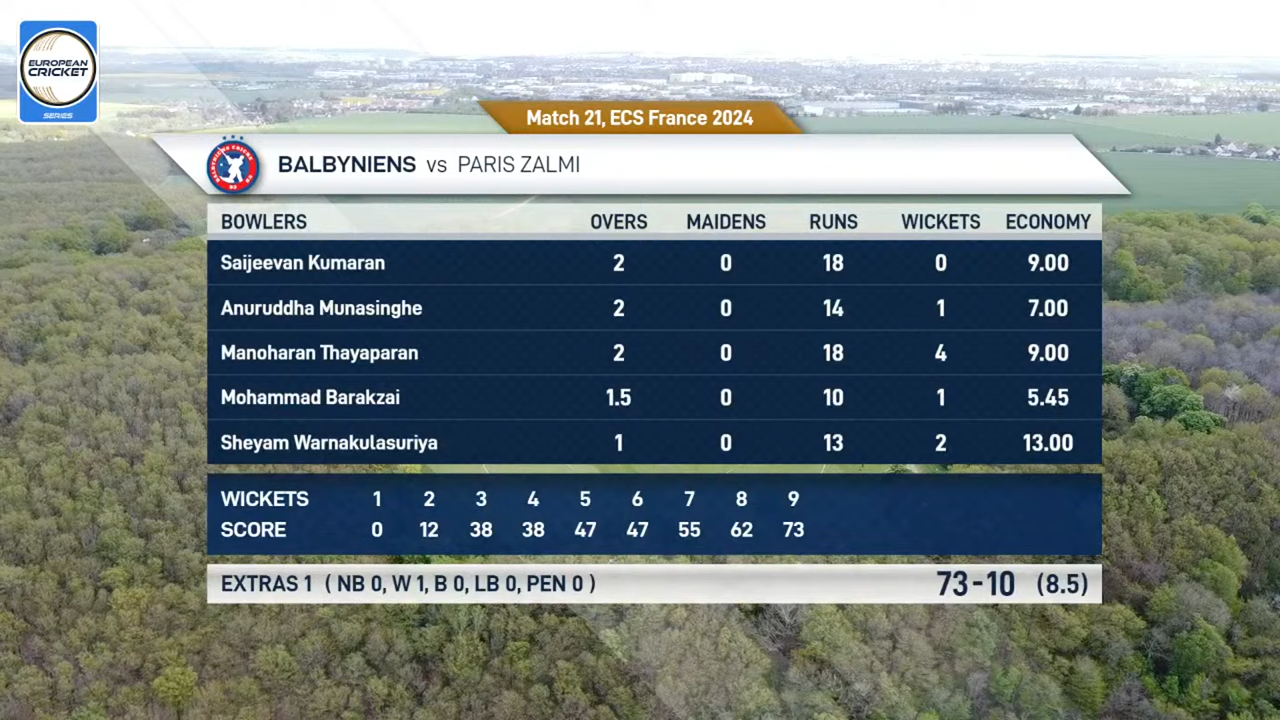 EUROPEAN
CRICKET
SERIES
Match 21, ECS France 2024
BALBYNIENS vs PARIS ZALMI
BOWLERS OVERS MAIDENS RUNS WICKETS ECONOMY
Saijeevan Kumaran 2 0 18 0 9.00
Anuruddha Munasinghe 2 0 14 1 7.00
Manoharan Thayaparan 2 0 18 4 9.00
Mohammad Barakzai 1.5 0 10 1 5.45
Sheyam Warnakulasuriya 1 0 13 2 13.00
WICKETS 1 2 3 4 5 6 7 8 9
SCORE 0 12 38 38 47 47 55 62 73
EXTRAS 1 ( NB 0, W 1, B 0, LB 0, PEN 0 ) 73-10 (8.5)